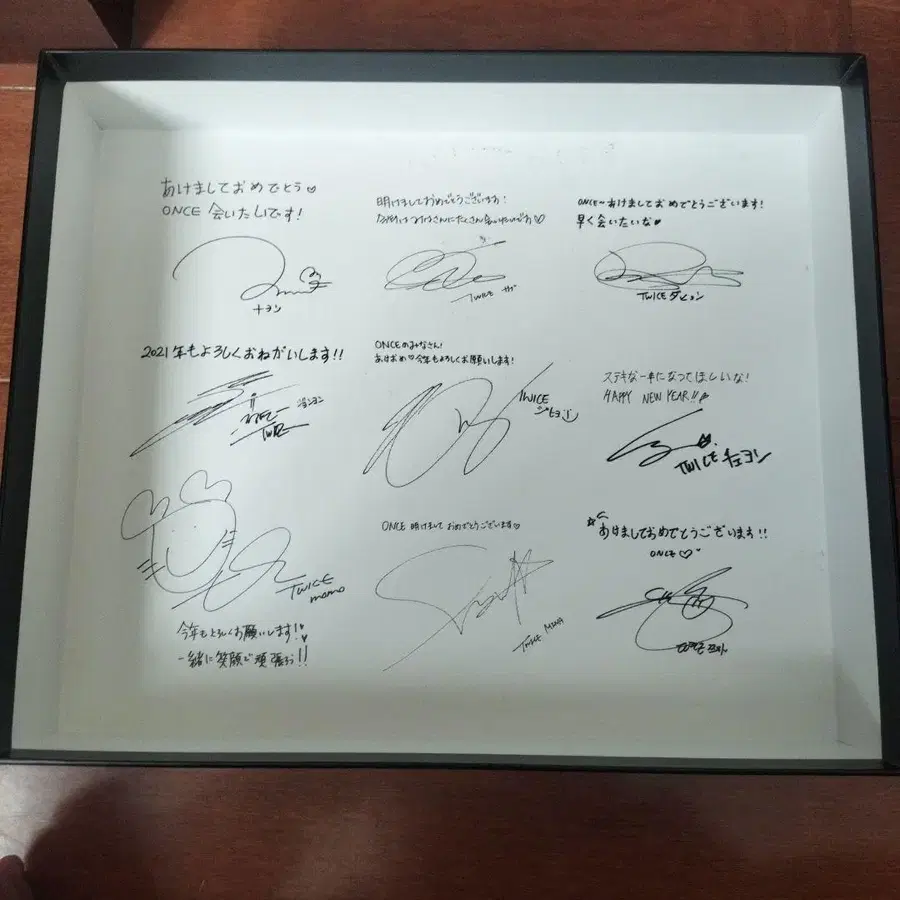 あけましておめでとう♡
ONCE 会いたいです!
ナヨン
明けましておめでとうございます!
TWICE サナ
ONCE~あけましておめでとうございます!
早く会いたいな♥
TWICE ダヒョン
2021年もよろしくおねがいします!!
ジョンヨン
TWICE
ONCEのみなさん!
あけおめ♡今年もよろしくお願いします!
TWICE
ジヒョ
ステキな一年になってほしいな!
HAPPY NEW YEAR!!
TWICE チェヨン
TWICE
momo
今年もよろしくお願いします!
一緒に笑顔で頑張ろ!!
ONCE 明けましておめでとうございます♡
TWICE MINA
☆あけましておめでとうございます!!
ONCE♡